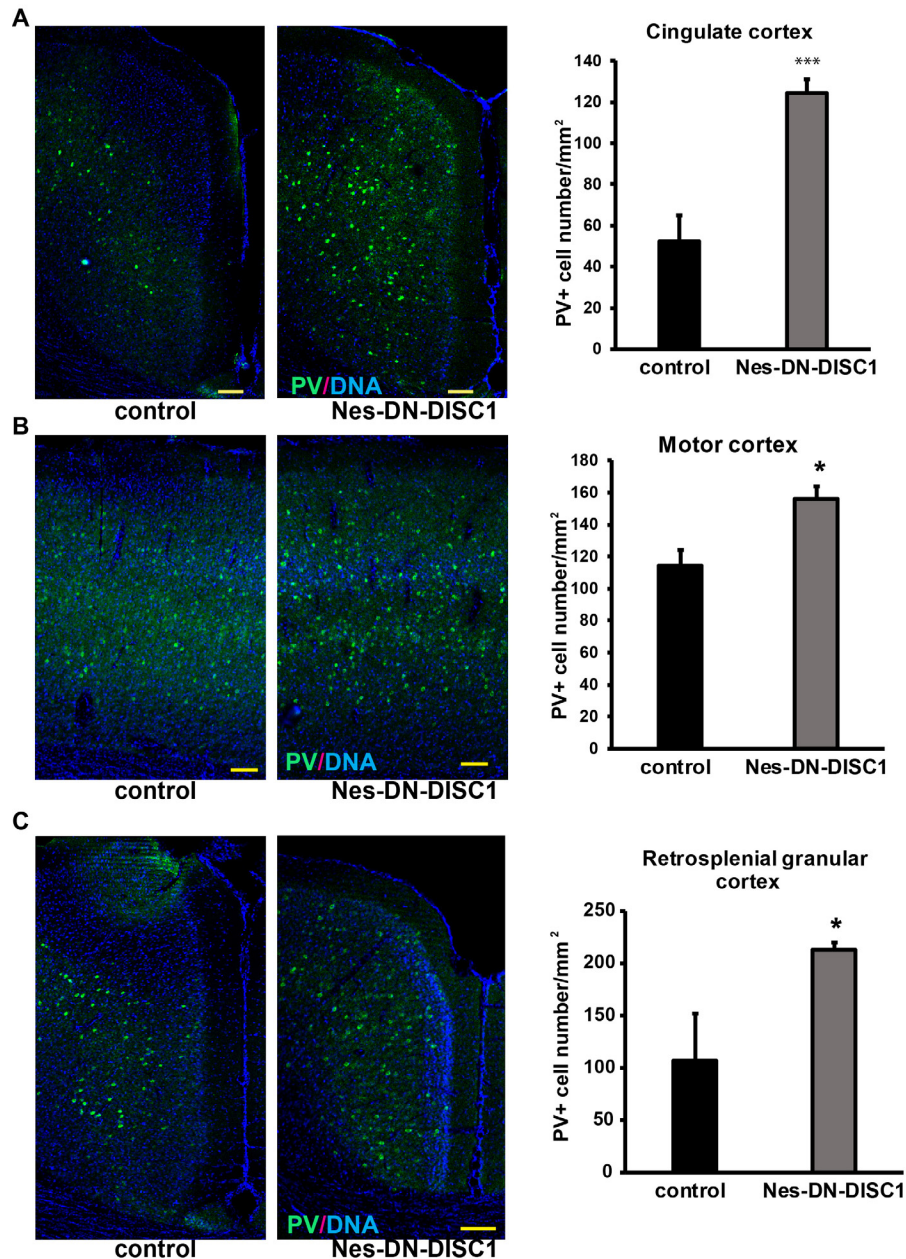 A
control
PV/DNA
Nes-DN-DISC1
Cingulate cortex
PV+ cell number/mm²
140
120
100
80
60
40
20
0
***
control
Nes-DN-DISC1
B
control
PV/DNA
Nes-DN-DISC1
Motor cortex
PV+ cell number/mm²
180
160
140
120
100
80
60
40
20
0
*
control
Nes-DN-DISC1
C
control
PV/DNA
Nes-DN-DISC1
Retrosplenial granular
cortex
PV+ cell number/mm²
250
200
150
100
50
0
*
control
Nes-DN-DISC1